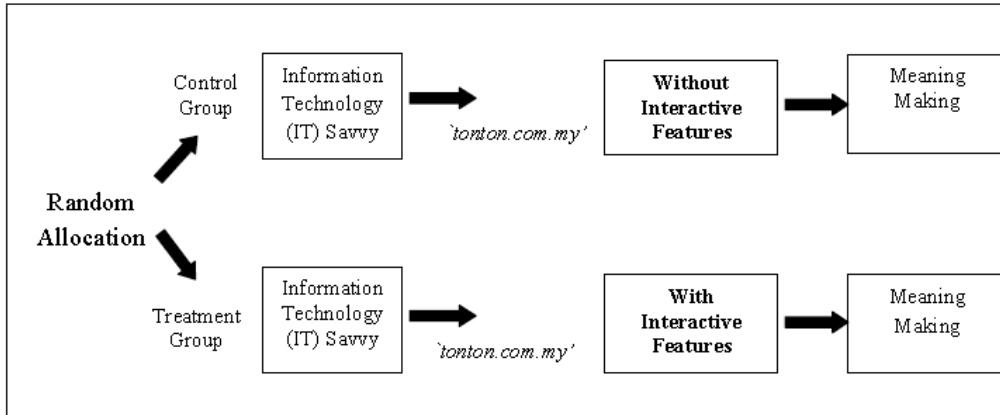 Random
Allocation
Control
Group
Information
Technology
(IT) Savvy
`tonton.com.my'
Without
Interactive
Features
Meaning
Making
Treatment
Group
Information
Technology
(IT) Savvy
`tonton.com.my'
With
Interactive
Features
Meaning
Making